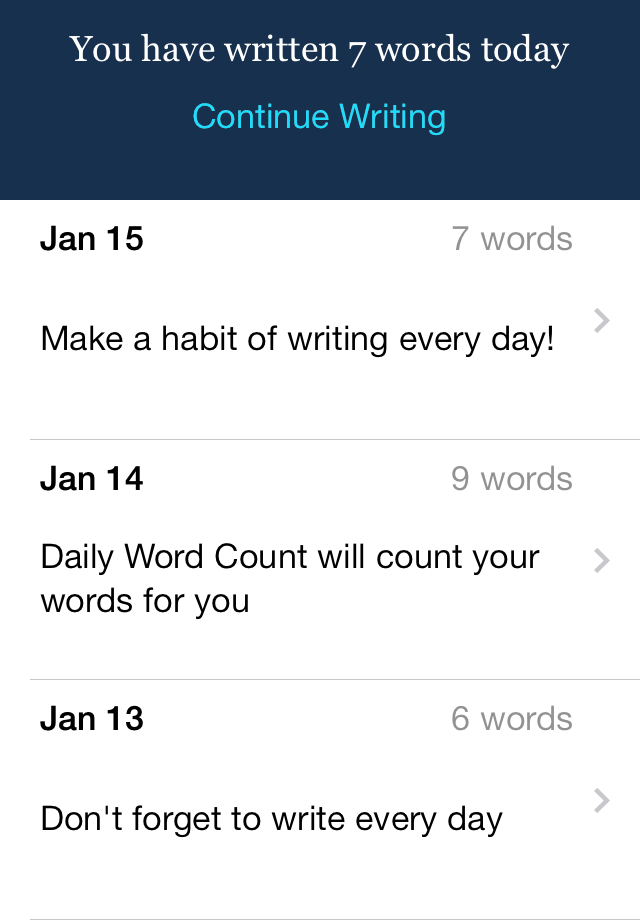 You have written 7 words today
Continue Writing
Jan 15 7 words
Make a habit of writing every day!
Jan 14 9 words
Daily Word Count will count your
words for you
Jan 13 6 words
Don't forget to write every day